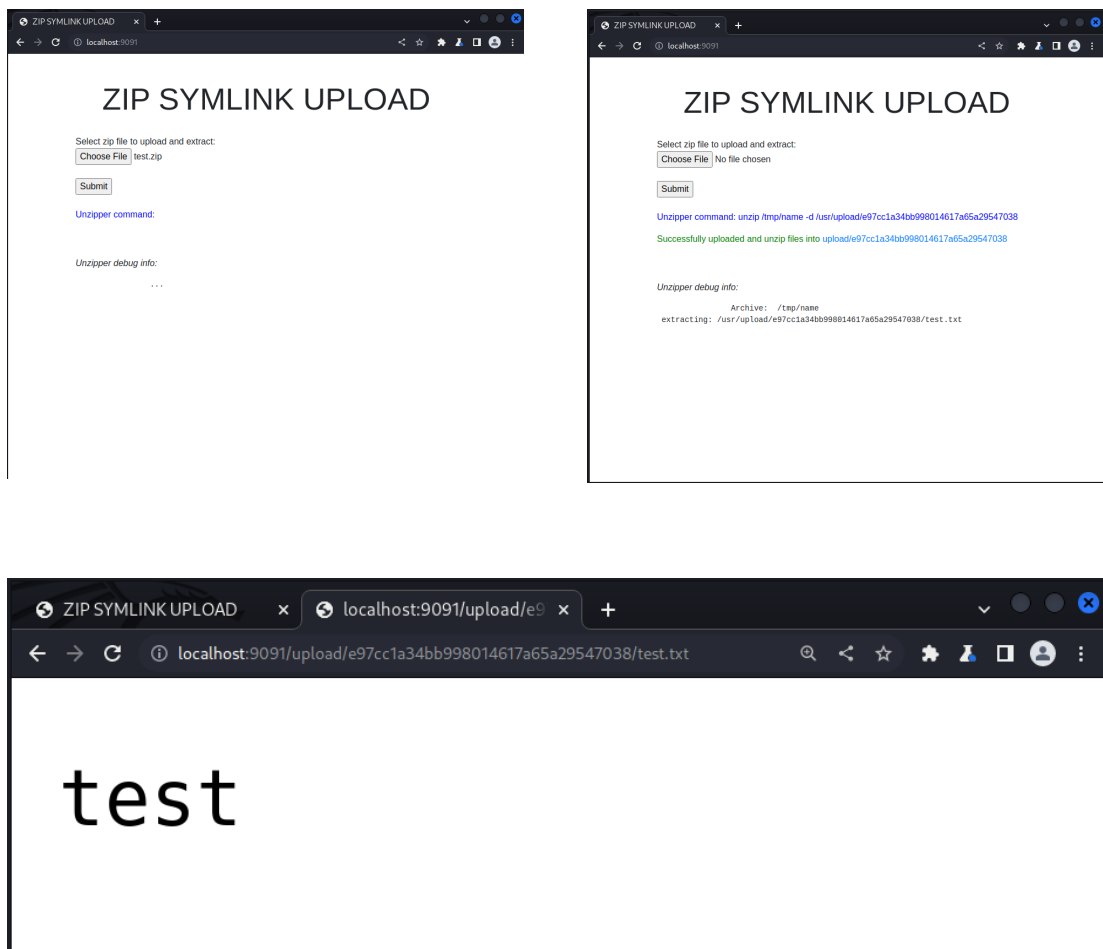 ZIP SYMLINK UPLOAD
localhost:9091
ZIP SYMLINK UPLOAD
Select zip file to upload and extract:
Choose File test.zip
Submit
Unzipper command:
Unzipper debug info:
...
ZIP SYMLINK UPLOAD
localhost:9091
ZIP SYMLINK UPLOAD
Select zip file to upload and extract:
Choose File No file chosen
Submit
Unzipper command: unzip /tmp/name -d /usr/upload/e97cc1a34bb998014617a65a29547038
Successfully uploaded and unzip files into upload/e97cc1a34bb998014617a65a29547038
Unzipper debug info:
Archive: /tmp/name
extracting: /usr/upload/e97cc1a34bb998014617a65a29547038/test.txt
ZIP SYMLINK UPLOAD
localhost:9091/upload/e9
localhost:9091/upload/e97cc1a34bb998014617a65a29547038/test.txt
test